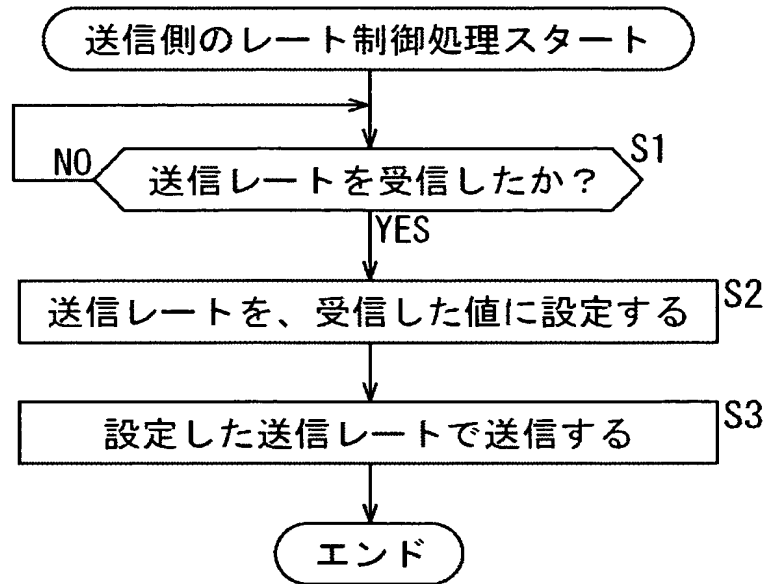 送信側のレート制御処理スタート
S1
NO
送信レートを受信したか？
YES
送信レートを、受信した値に設定する
S2
設定した送信レートで送信する
S3
エンド